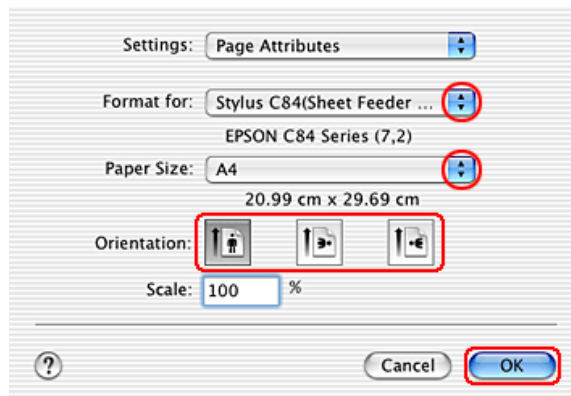 Settings: Page Attributes
Format for: Stylus C84(Sheet Feeder ...
EPSON C84 Series (7,2)
Paper Size: A4
20.99 cm x 29.69 cm
Orientation:
Scale: 100 %
? Cancel OK